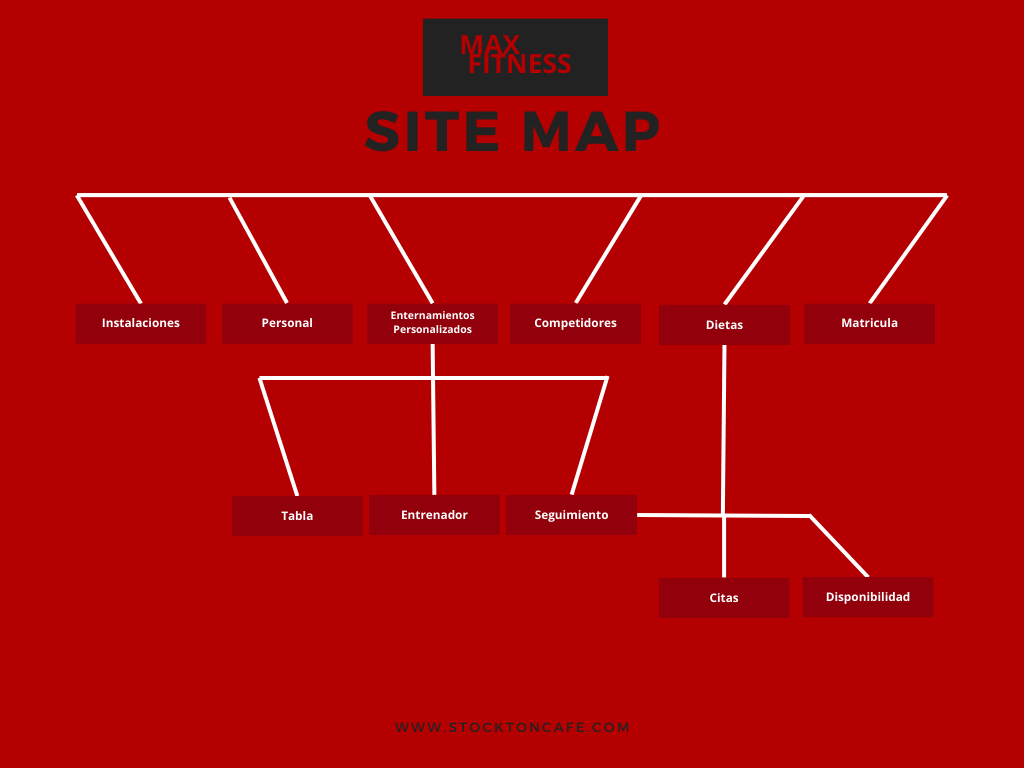 MAX
FITNESS
SITE MAP
Instalaciones
Personal
Enternamientos
Personalizados
Competidores
Dietas
Matricula
Tabla
Entrenador
Seguimiento
Citas
Disponibilidad
WWW.STOCKTONCAFE.COM